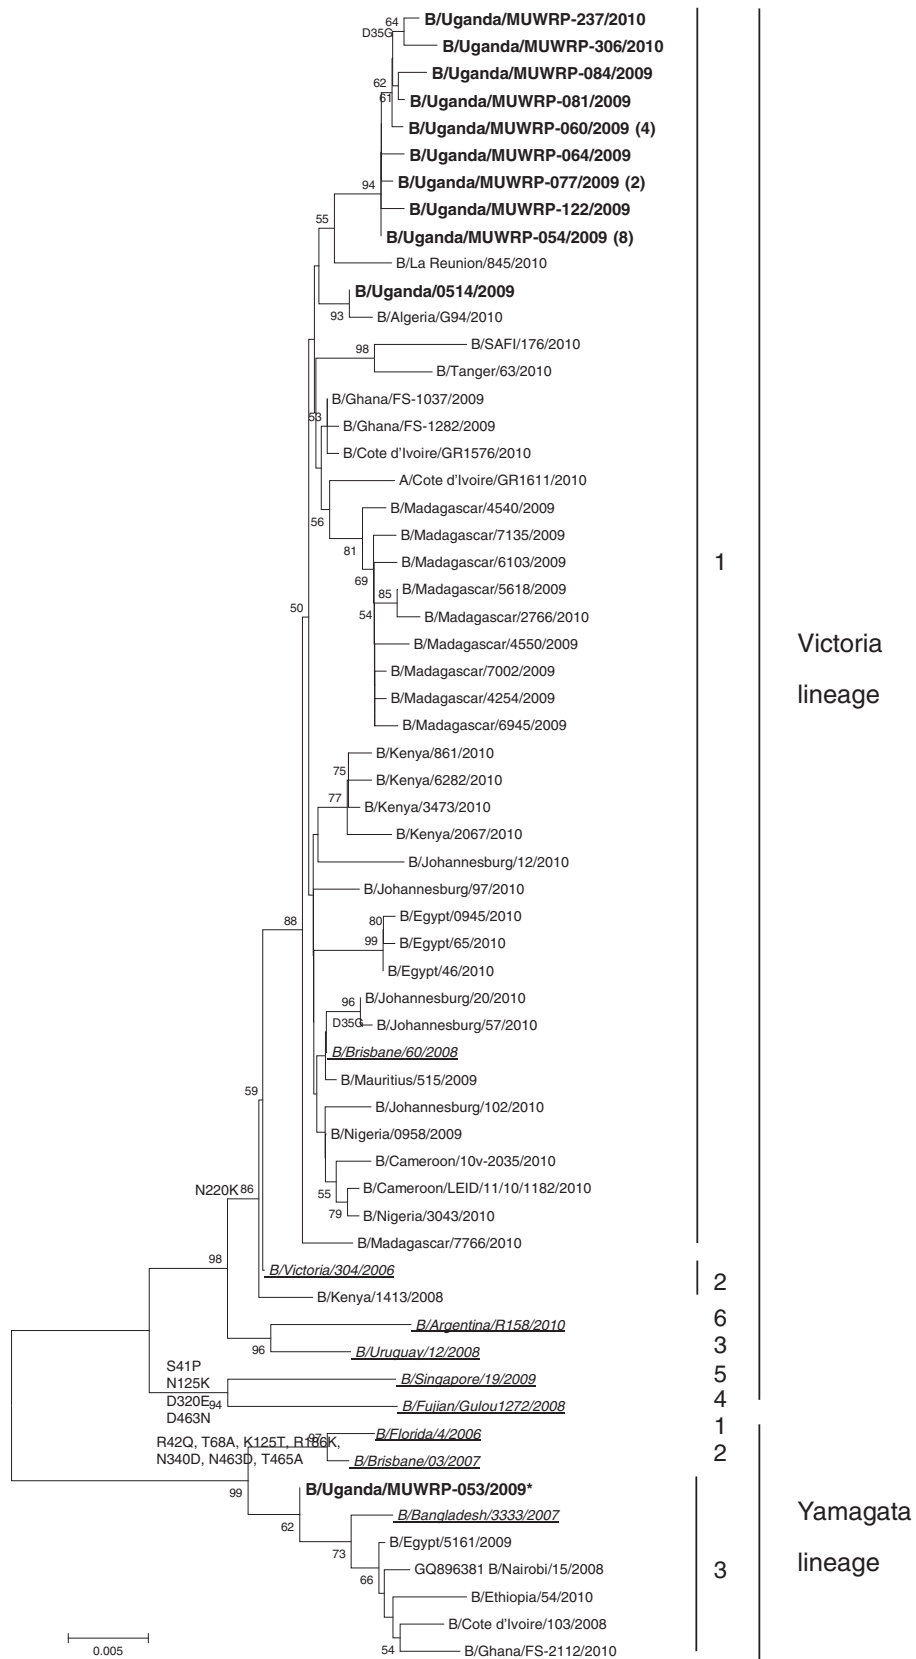 64
B/Uganda/MUWRP-237/2010
D35G
B/Uganda/MUWRP-306/2010
B/Uganda/MUWRP-084/2009
62
61
B/Uganda/MUWRP-081/2009
B/Uganda/MUWRP-060/2009 (4)
B/Uganda/MUWRP-064/2009
94
B/Uganda/MUWRP-077/2009 (2)
B/Uganda/MUWRP-122/2009
55
B/Uganda/MUWRP-054/2009 (8)
B/La Reunion/845/2010
B/Uganda/0514/2009
93
B/Algeria/G94/2010
98
B/SAFI/176/2010
B/Tanger/63/2010
B/Ghana/FS-1037/2009
53
B/Ghana/FS-1282/2009
B/Cote d'Ivoire/GR1576/2010
A/Cote d'Ivoire/GR1611/2010
B/Madagascar/4540/2009
56
B/Madagascar/7135/2009
81
B/Madagascar/6103/2009
1
69
B/Madagascar/5618/2009
85
B/Madagascar/2766/2010
54
50
B/Madagascar/4550/2009
Victoria
lineage
B/Madagascar/7002/2009
B/Madagascar/4254/2009
B/Madagascar/6945/2009
B/Kenya/861/2010
75
B/Kenya/6282/2010
77
B/Kenya/3473/2010
B/Kenya/2067/2010
B/Johannesburg/12/2010
B/Johannesburg/97/2010
88
80
B/Egypt/0945/2010
99
B/Egypt/65/2010
B/Egypt/46/2010
96
B/Johannesburg/20/2010
D35G
B/Johannesburg/57/2010
B/Brisbane/60/2008
B/Mauritius/515/2009
59
B/Johannesburg/102/2010
B/Nigeria/0958/2009
B/Cameroon/10v-2035/2010
N220K
86
55
B/Cameroon/LEID/11/10/1182/2010
79
B/Nigeria/3043/2010
B/Madagascar/7766/2010
98
B/Victoria/304/2006
2
B/Kenya/1413/2008
B/Argentina/R158/2010
6
96
B/Uruguay/12/2008
3
S41P
N125K
D320E
D463N
94
B/Singapore/19/2009
5
B/Fujian/Gulou1272/2008
4
B/Florida/4/2006
1
97
R42Q, T68A, K125T, R186K,
N340D, N463D, T465A
B/Brisbane/03/2007
2
99
B/Uganda/MUWRP-053/2009*
62
B/Bangladesh/3333/2007
Yamagata
lineage
73
B/Egypt/5161/2009
66
GQ896381 B/Nairobi/15/2008
3
B/Ethiopia/54/2010
B/Cote d'Ivoire/103/2008
54
B/Ghana/FS-2112/2010
0.005